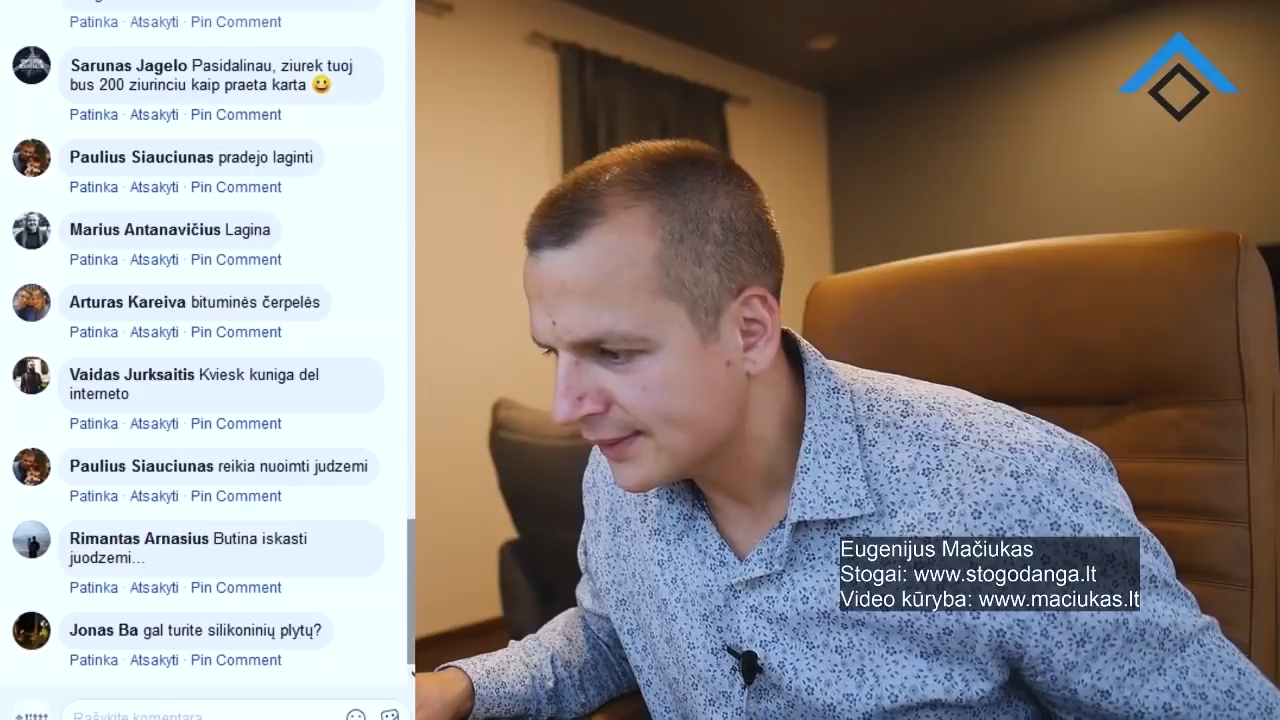 Patinka · Atsakyti · Pin Comment
Sarunas Jagelo Pasidalinau, ziurek tuoj
bus 200 ziurinciu kaip praeta karta 😀
Patinka · Atsakyti · Pin Comment
Paulius Siauciunas pradejo laginti
Patinka · Atsakyti · Pin Comment
Marius Antanavičius Lagina
Patinka · Atsakyti · Pin Comment
Arturas Kareiva bituminės čerpelės
Patinka · Atsakyti · Pin Comment
Vaidas Jurksaitis Kviesk kuniga del
interneto
Patinka · Atsakyti · Pin Comment
Paulius Siauciunas reikia nuoimti judzemi
Patinka · Atsakyti · Pin Comment
Rimantas Arnasius Butina iskasti
juodzemi...
Patinka · Atsakyti · Pin Comment
Jonas Ba gal turite silikoninių plytų?
Patinka · Atsakyti · Pin Comment
Rašykite komentarą
Eugenijus Mačiukas
Stogai: www.stogodanga.lt
Video kūryba: www.maciukas.lt